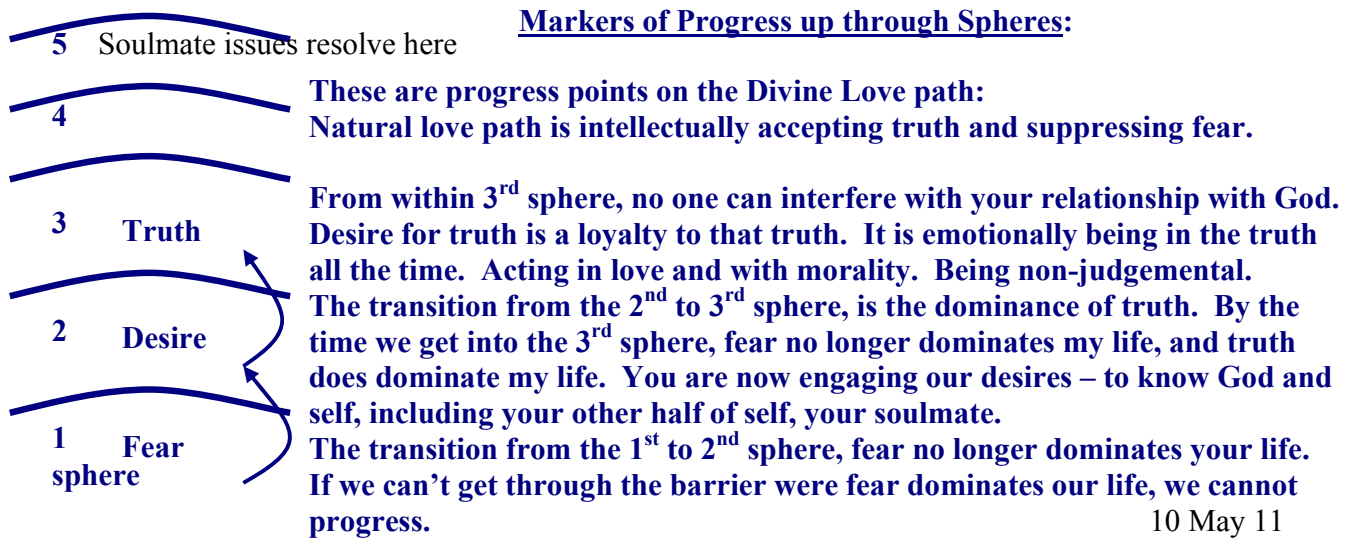 Markers of Progress up through Spheres:
5 Soulmate issues resolve here
These are progress points on the Divine Love path:
4
Natural love path is intellectually accepting truth and suppressing fear.
From within 3rd sphere, no one can interfere with your relationship with God.
3 Truth
Desire for truth is a loyalty to that truth. It is emotionally being in the truth
all the time. Acting in love and with morality. Being non-judgemental.
The transition from the 2nd to 3rd sphere, is the dominance of truth. By the
2 Desire
time we get into the 3rd sphere, fear no longer dominates my life, and truth
does dominate my life. You are now engaging our desires – to know God and
self, including your other half of self, your soulmate.
1 Fear
sphere
The transition from the 1st to 2nd sphere, fear no longer dominates your life.
If we can't get through the barrier were fear dominates our life, we cannot
progress.
10 May 11